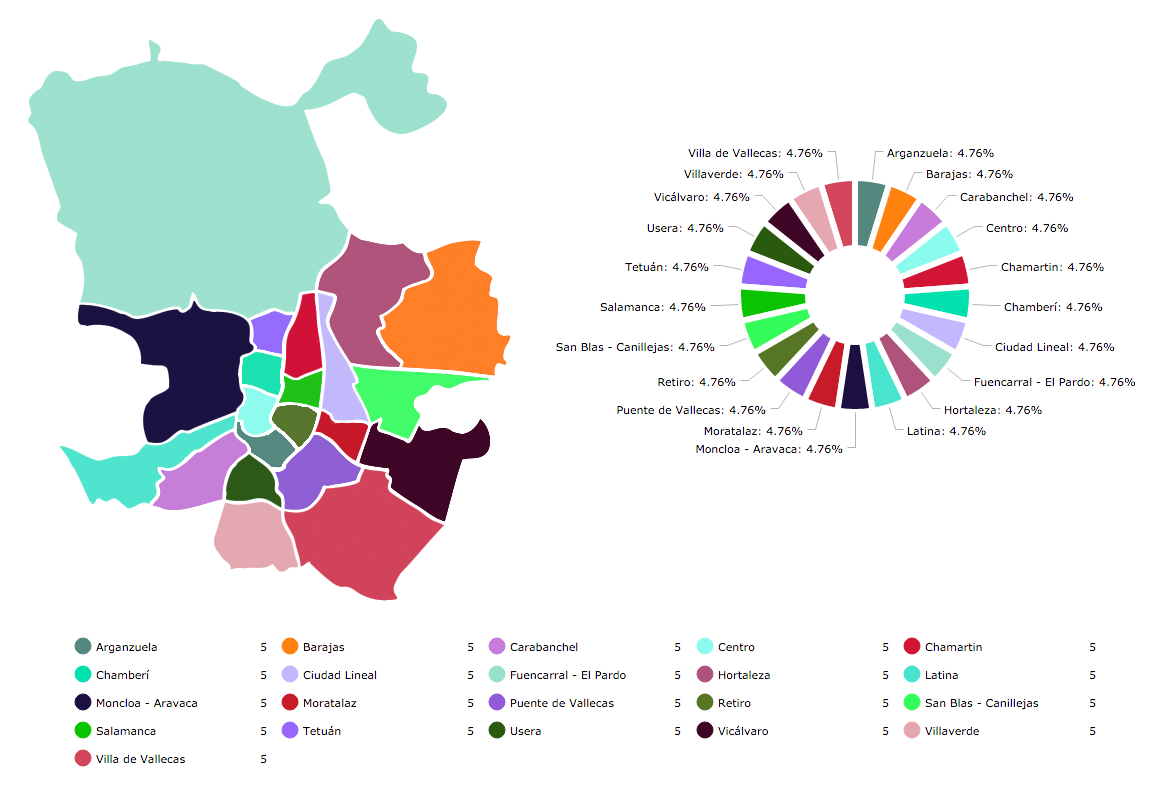 Villa de Vallecas: 4.76%
Arganzuela: 4.76%
Villaverde: 4.76%
Barajas: 4.76%
Vicálvaro: 4.76%
Carabanchel: 4.76%
Usera: 4.76%
Centro: 4.76%
Tetuán: 4.76%
Chamartin: 4.76%
Salamanca: 4.76%
Chamberí: 4.76%
San Blas - Canillejas: 4.76%
Ciudad Lineal: 4.76%
Retiro: 4.76%
Fuencarral - El Pardo: 4.76%
Puente de Vallecas: 4.76%
Hortaleza: 4.76%
Moratalaz: 4.76%
Latina: 4.76%
Moncloa - Aravaca: 4.76%
Arganzuela 5 Barajas 5 Carabanchel 5 Centro 5 Chamartin 5
Chamberí 5 Ciudad Lineal 5 Fuencarral - El Pardo 5 Hortaleza 5 Latina 5
Moncloa - Aravaca 5 Moratalaz 5 Puente de Vallecas 5 Retiro 5 San Blas - Canillejas 5
Salamanca 5 Tetuán 5 Usera 5 Vicálvaro 5 Villaverde 5
Villa de Vallecas 5